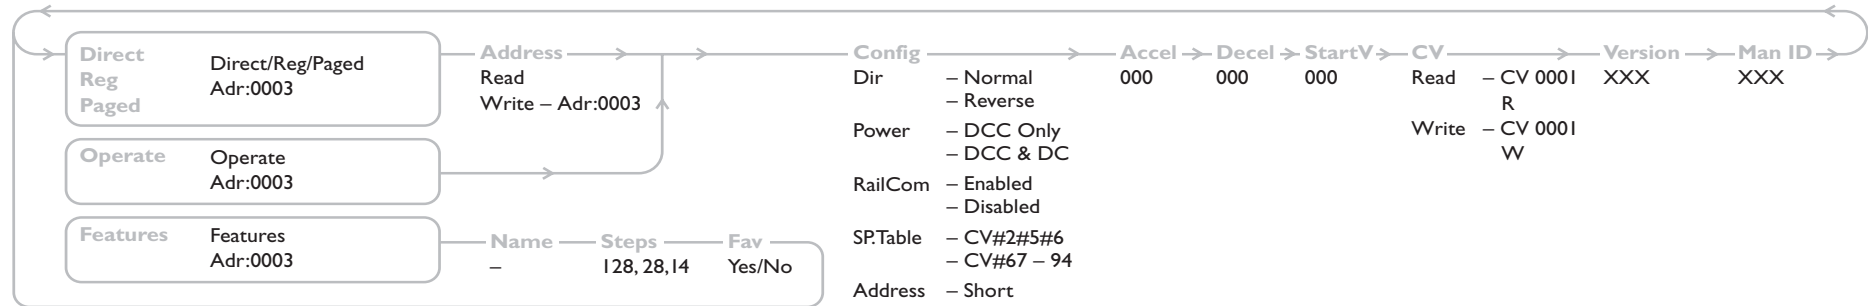 Direct
Reg
Paged
Direct/Reg/Paged
Adr:0003
Address
Read
Write – Adr:0003
Operate
Operate
Adr:0003
Features
Features
Adr:0003
Name
–
Steps
128, 28,14
Fav
Yes/No
Config
Dir – Normal
– Reverse
Power – DCC Only
– DCC & DC
RailCom – Enabled
– Disabled
SP.Table – CV#2#5#6
– CV#67 – 94
Address – Short
Accel
000
Decel
000
StartV
000
CV
Read – CV 0001
R
Write – CV 0001
W
Version
XXX
Man ID
XXX